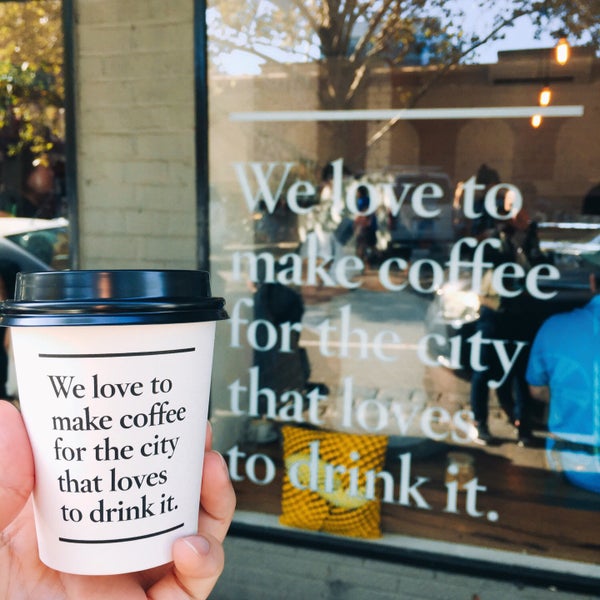 We love to
make coffee
for the city
that loves
to drink it.
We love to
make coffee
for the city
that loves
to drink it.